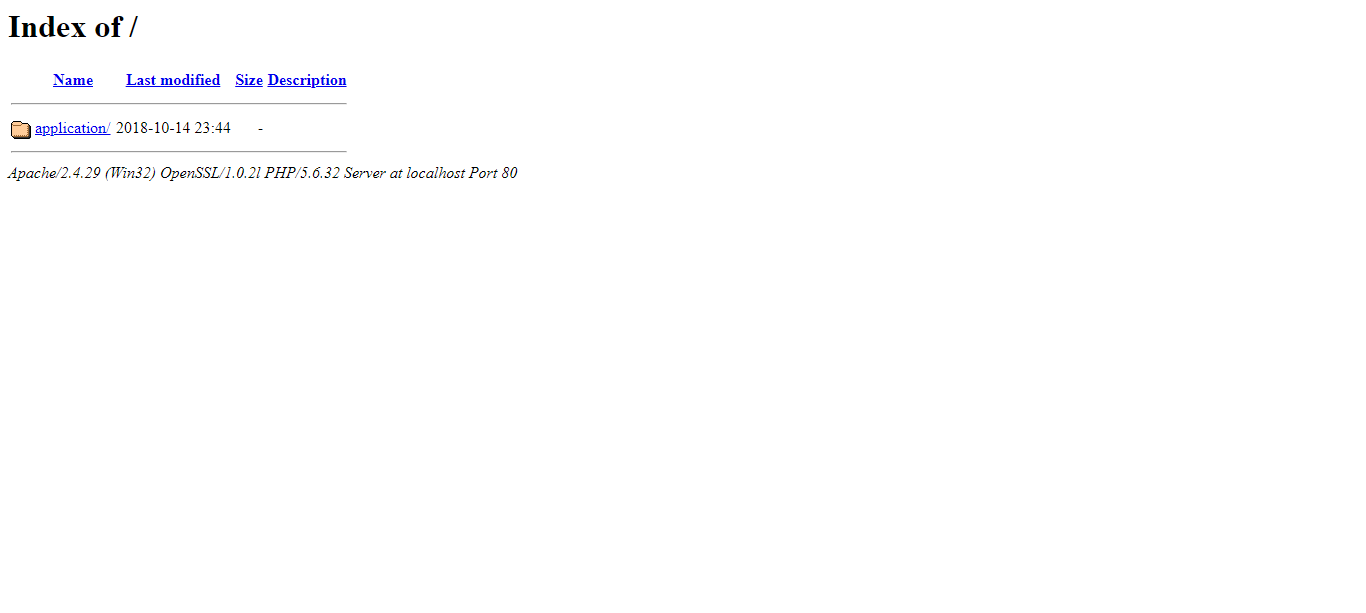 Index of /
Name Last modified Size Description
application/ 2018-10-14 23:44 -
Apache/2.4.29 (Win32) OpenSSL/1.0.2l PHP/5.6.32 Server at localhost Port 80